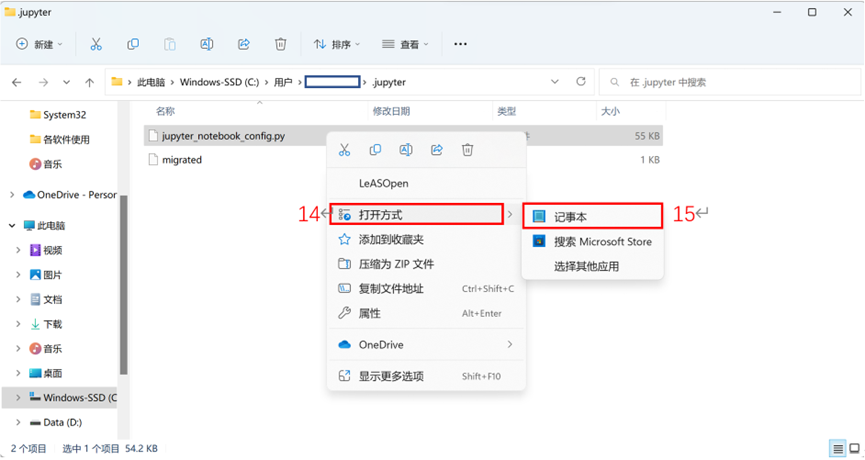 .jupyter
新建
排序
查看
此电脑 > Windows-SSD (C:) > 用户 > > .jupyter
在 .jupyter 中搜索
名称 修改日期 类型 大小
System32
各软件使用
音乐
OneDrive - Person
此电脑
视频
图片
文档
下载
音乐
桌面
Windows-SSD (C
Data (D:)
jupyter_notebook_config.py 55 KB
migrated 1 KB
LeASOpen
14 打开方式
添加到收藏夹
压缩为 ZIP 文件
复制文件地址 Ctrl+Shift+C
属性 Alt+Enter
OneDrive
显示更多选项 Shift+F10
记事本 15
搜索 Microsoft Store
选择其他应用
2 个项目 选中 1 个项目 54.2 KB